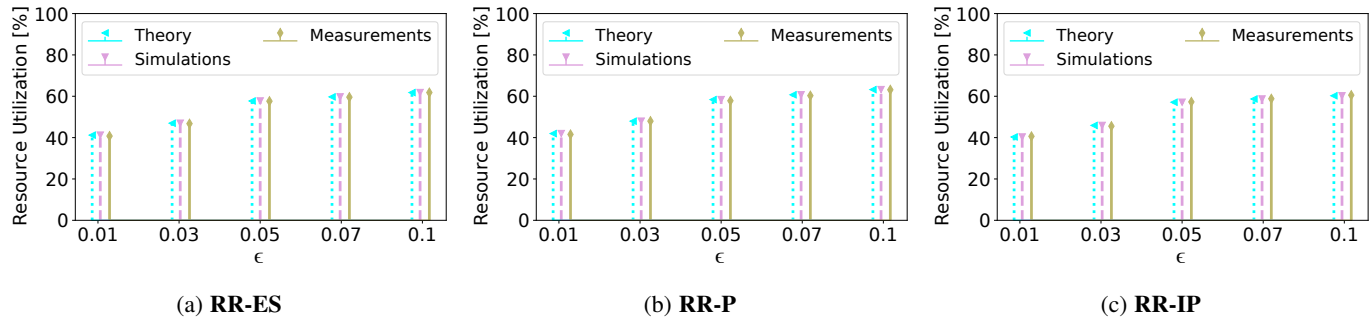 Resource Utilization [%]
100
80
60
40
20
0
Theory
Simulations
Measurements
0.01 0.03 0.05 0.07 0.1
ϵ
(a) RR-ES
Resource Utilization [%]
100
80
60
40
20
0
Theory
Simulations
Measurements
0.01 0.03 0.05 0.07 0.1
ϵ
(b) RR-P
Resource Utilization [%]
100
80
60
40
20
0
Theory
Simulations
Measurements
0.01 0.03 0.05 0.07 0.1
ϵ
(c) RR-IP